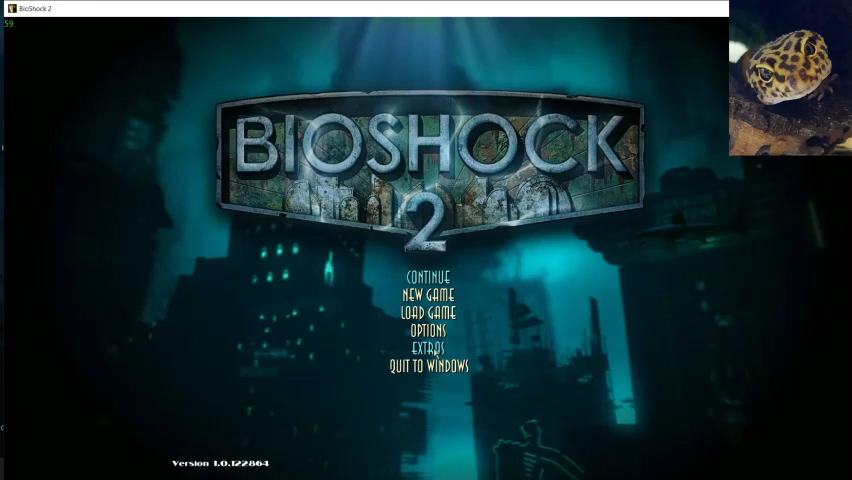 BioShock 2
59
BIOSHOCK
2
CONTINUE
NEW GAME
LOAD GAME
OPTIONS
EXTRAS
QUIT TO WINDOWS
Version 1.0.122864